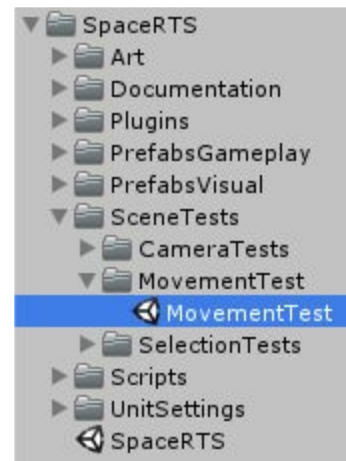 SpaceRTS
Art
Documentation
Plugins
PrefabsGameplay
PrefabsVisual
SceneTests
CameraTests
MovementTest
MovementTest
SelectionTests
Scripts
UnitSettings
SpaceRTS